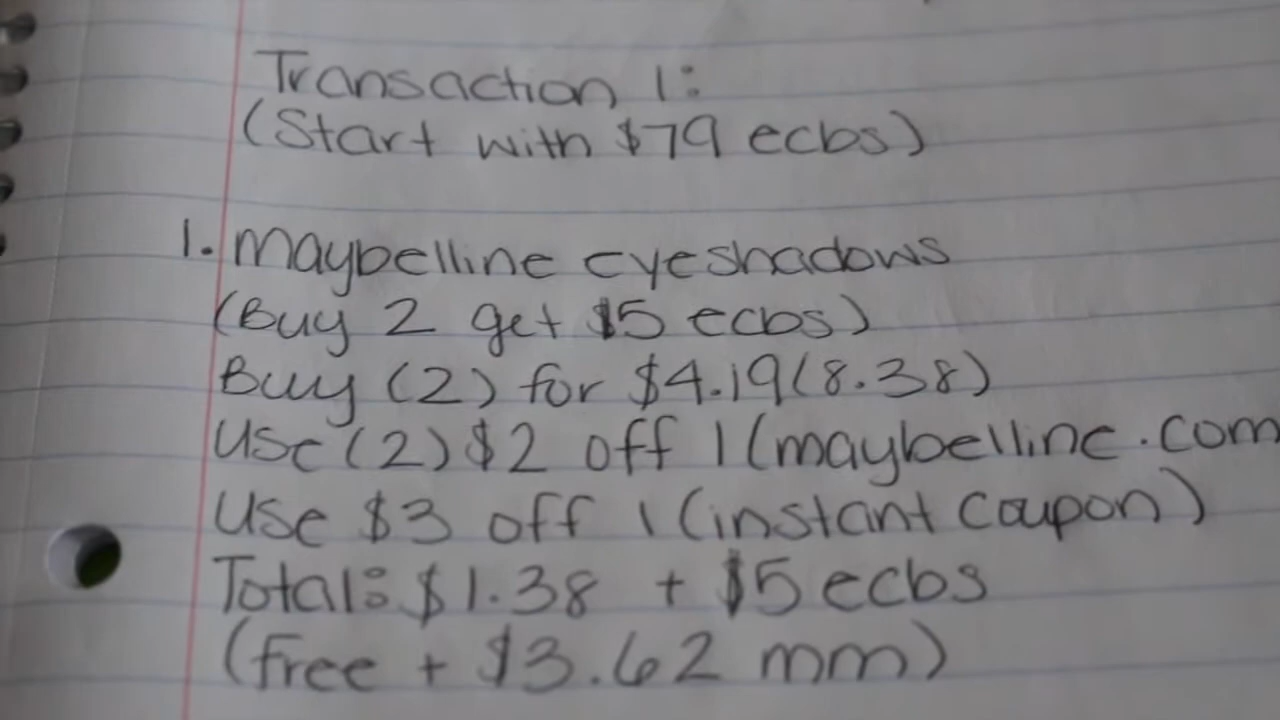 Transaction 1:
(Start with $79 ecbs)
1. Maybelline eyeshadows
(Buy 2 get $5 ecbs)
Buy (2) for $4.19(8.38)
Use (2) $2 off 1 (maybelline.com
Use $3 off 1 (instant coupon)
Total: $1.38 + $5 ecbs
(free + $3.62 mm)